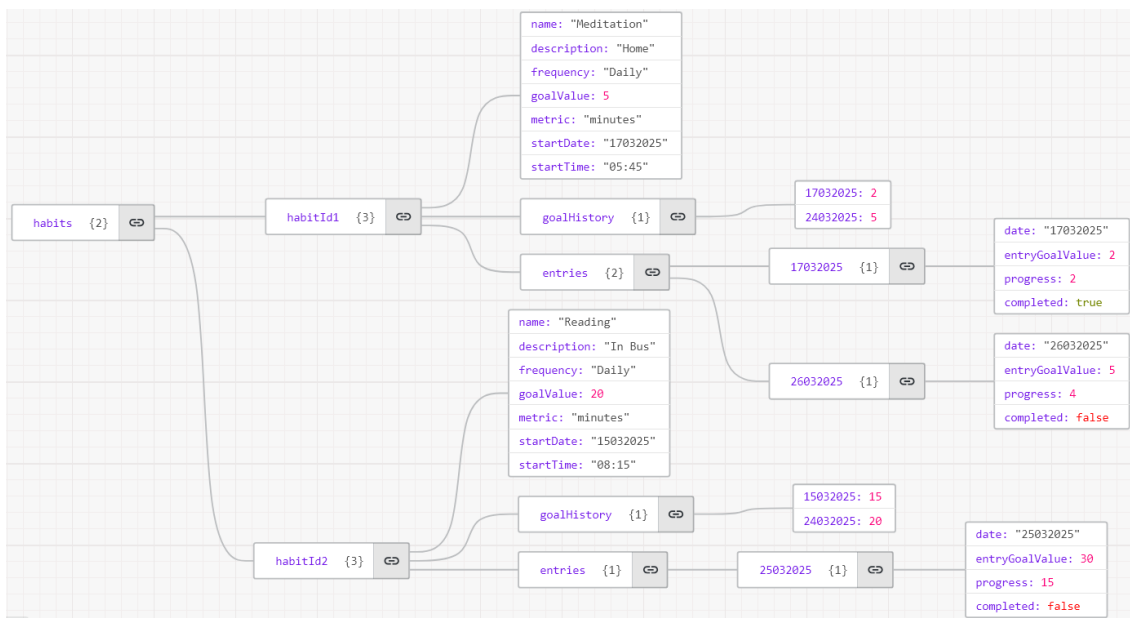 name: "Meditation"
description: "Home"
frequency: "Daily"
goalValue: 5
metric: "minutes"
startDate: "17032025"
startTime: "05:45"
habits {2}
habitId1 {3}
goalHistory {1}
17032025: 2
24032025: 5
entries {2}
17032025 {1}
date: "17032025"
entryGoalValue: 2
progress: 2
completed: true
26032025 {1}
date: "26032025"
entryGoalValue: 5
progress: 4
completed: false
name: "Reading"
description: "In Bus"
frequency: "Daily"
goalValue: 20
metric: "minutes"
startDate: "15032025"
startTime: "08:15"
habitId2 {3}
goalHistory {1}
15032025: 15
24032025: 20
entries {1}
25032025 {1}
date: "25032025"
entryGoalValue: 30
progress: 15
completed: false